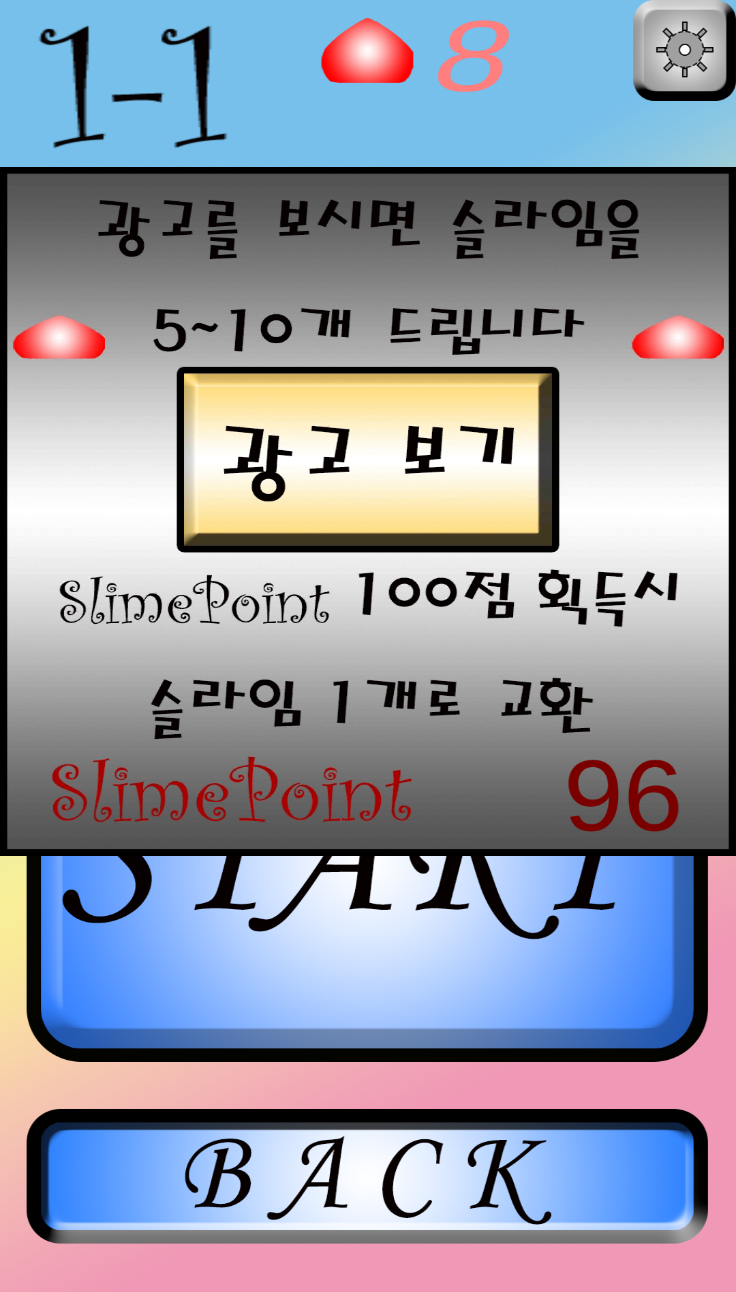 1-1
8
광고를 보시면 슬라임을
5~10개 드립니다
광고 보기
SlimePoint 100점 획득시
슬라임 1개로 교환
SlimePoint 96
START
BACK